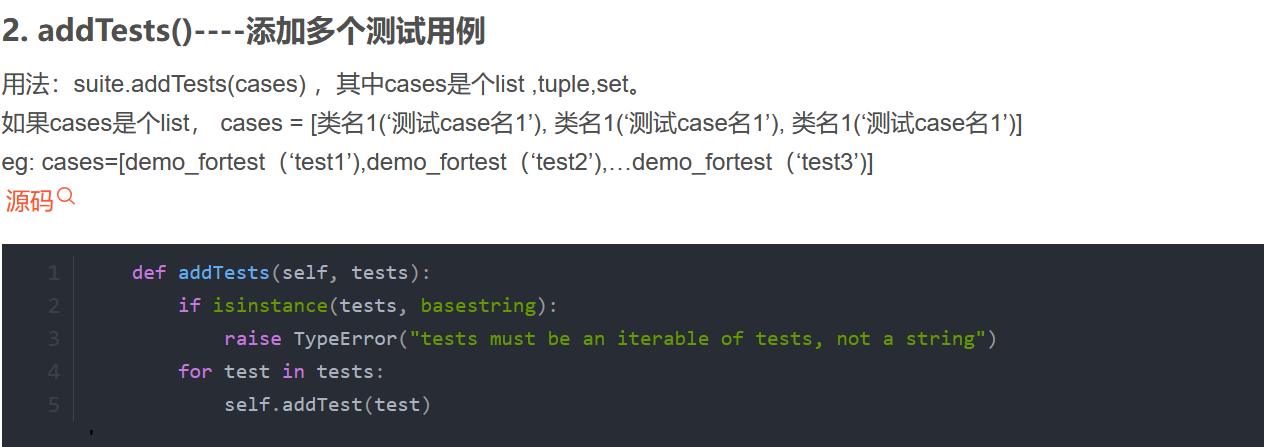 2. addTests()----添加多个测试用例
用法：suite.addTests(cases) ，其中cases是个list ,tuple,set。
如果cases是个list， cases = [类名1(‘测试case名1’), 类名1(‘测试case名1’), 类名1(‘测试case名1’)]
eg: cases=[demo_fortest（‘test1’),demo_fortest（‘test2’),…demo_fortest（‘test3’)]
源码
1 def addTests(self, tests):
2 if isinstance(tests, basestring):
3 raise TypeError("tests must be an iterable of tests, not a string")
4 for test in tests:
5 self.addTest(test)